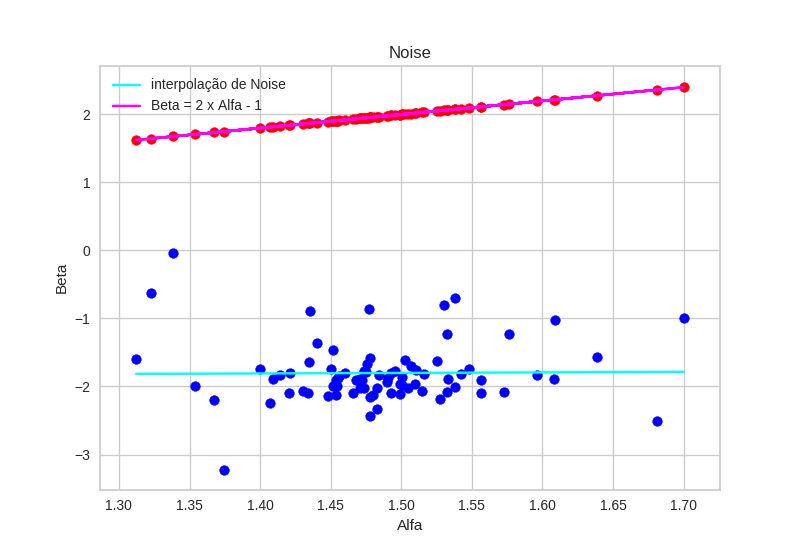 Noise
interpolação de Noise
Beta = 2 x Alfa - 1
2
1
0
−1
−2
−3
Beta
1.30 1.35 1.40 1.45 1.50 1.55 1.60 1.65 1.70
Alfa